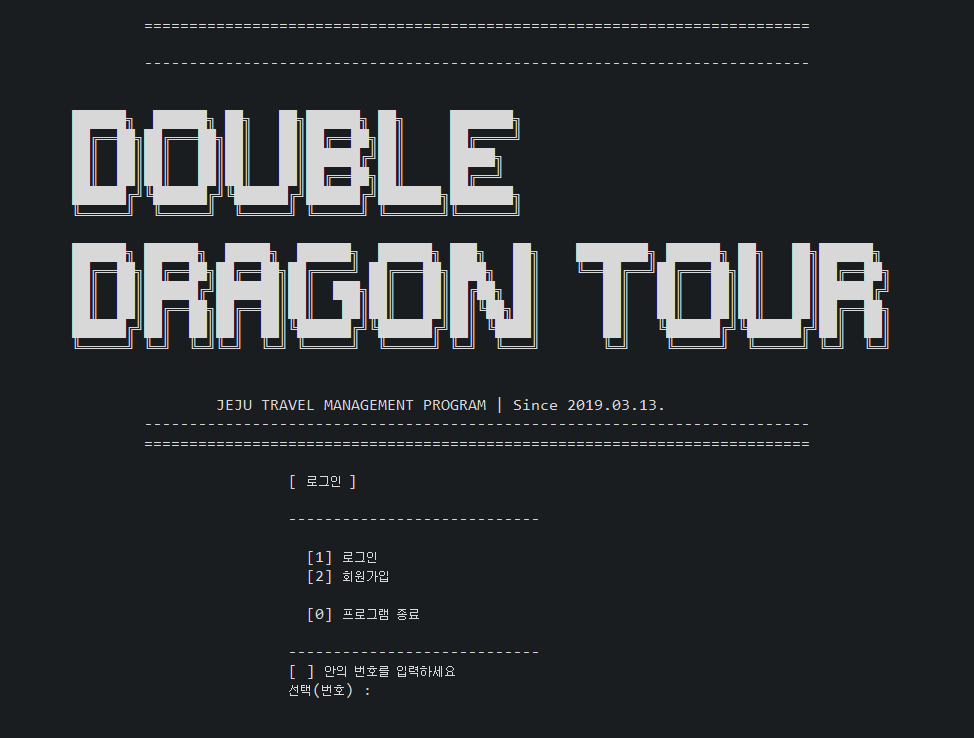 DOUBLE
DRAGON TOUR
JEJU TRAVEL MANAGEMENT PROGRAM | Since 2019.03.13.
[ 로그인 ]
[1] 로그인
[2] 회원가입
[0] 프로그램 종료
[ ] 안의 번호를 입력하세요
선택(번호) :